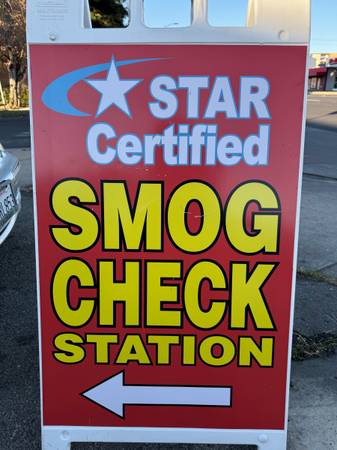 STAR
Certified
SMOG
CHECK
STATION